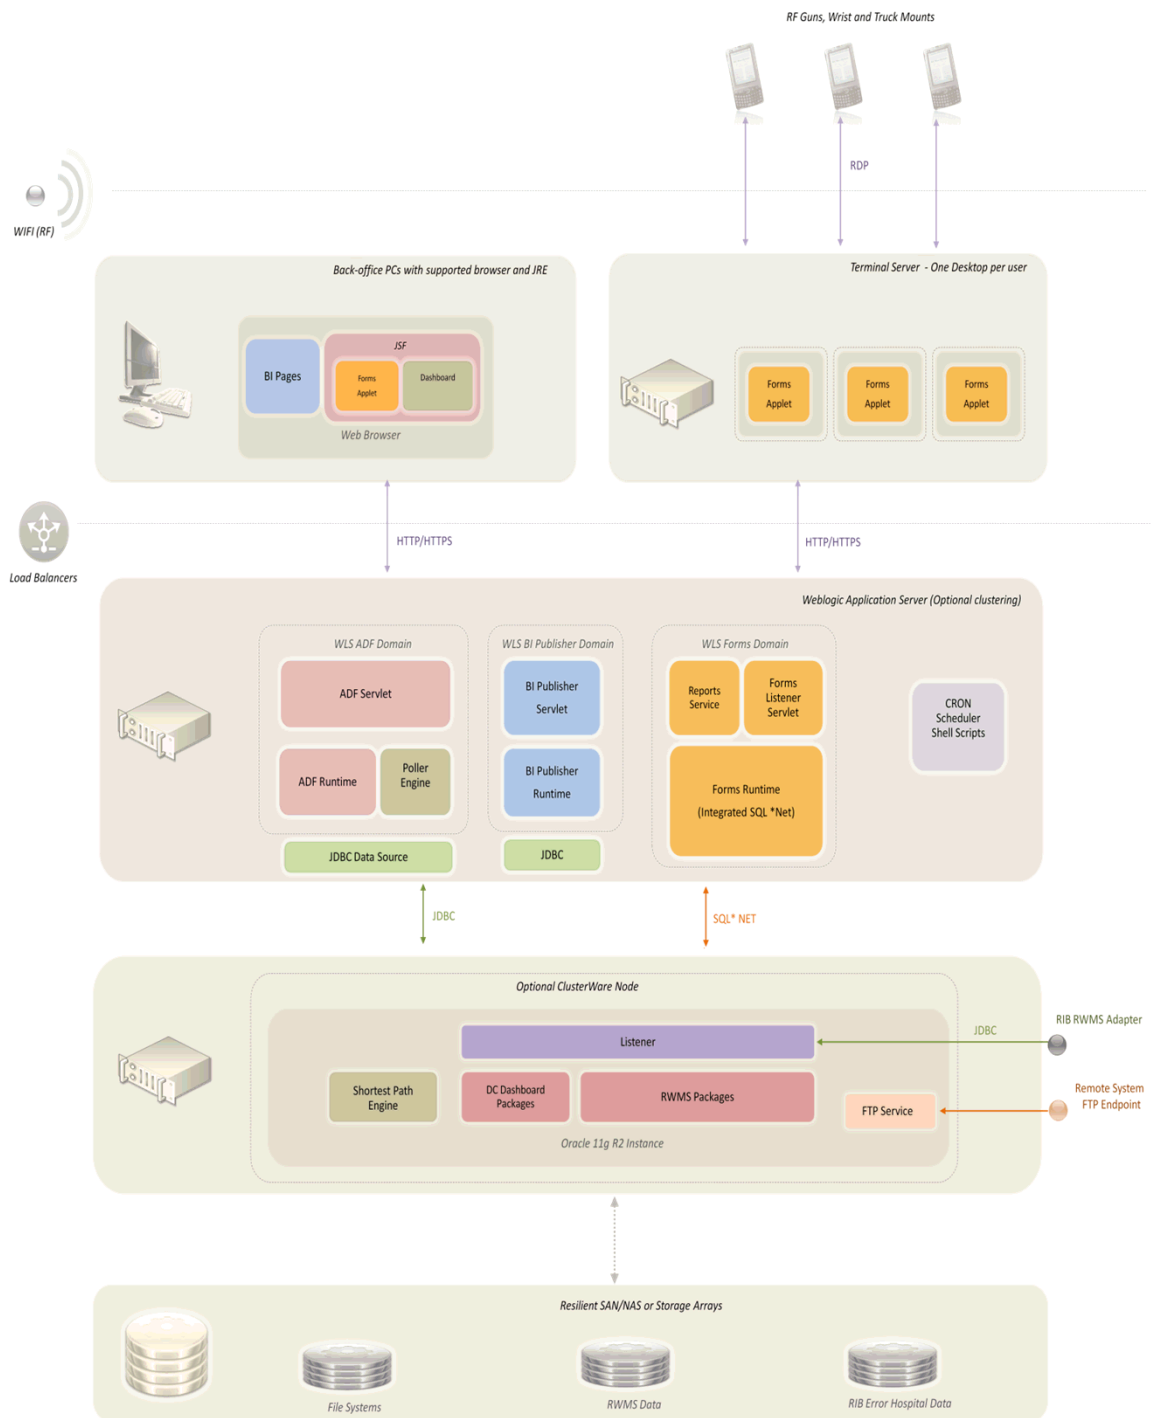 RF Guns, Wrist and Truck Mounts
RDP
WIFI (RF)
Back-office PCs with supported browser and JRE
BI Pages
JSF
Forms
Applet
Dashboard
Web Browser
Terminal Server - One Desktop per user
Forms
Applet
Forms
Applet
Forms
Applet
Load Balancers
HTTP/HTTPS
HTTP/HTTPS
Weblogic Application Server (Optional clustering)
WLS ADF Domain
ADF Servlet
ADF Runtime
Poller
Engine
JDBC Data Source
WLS BI Publisher Domain
BI Publisher
Servlet
BI Publisher
Runtime
JDBC
WLS Forms Domain
Reports
Service
Forms
Listener
Servlet
Forms Runtime
(Integrated SQL *Net)
CRON
Scheduler
Shell Scripts
JDBC
SQL* NET
Optional ClusterWare Node
Listener
JDBC
RIB RWMS Adapter
Shortest Path
Engine
DC Dashboard
Packages
RWMS Packages
FTP Service
Remote System
FTP Endpoint
Oracle 11g R2 Instance
Resilient SAN/NAS or Storage Arrays
File Systems
RWMS Data
RIB Error Hospital Data